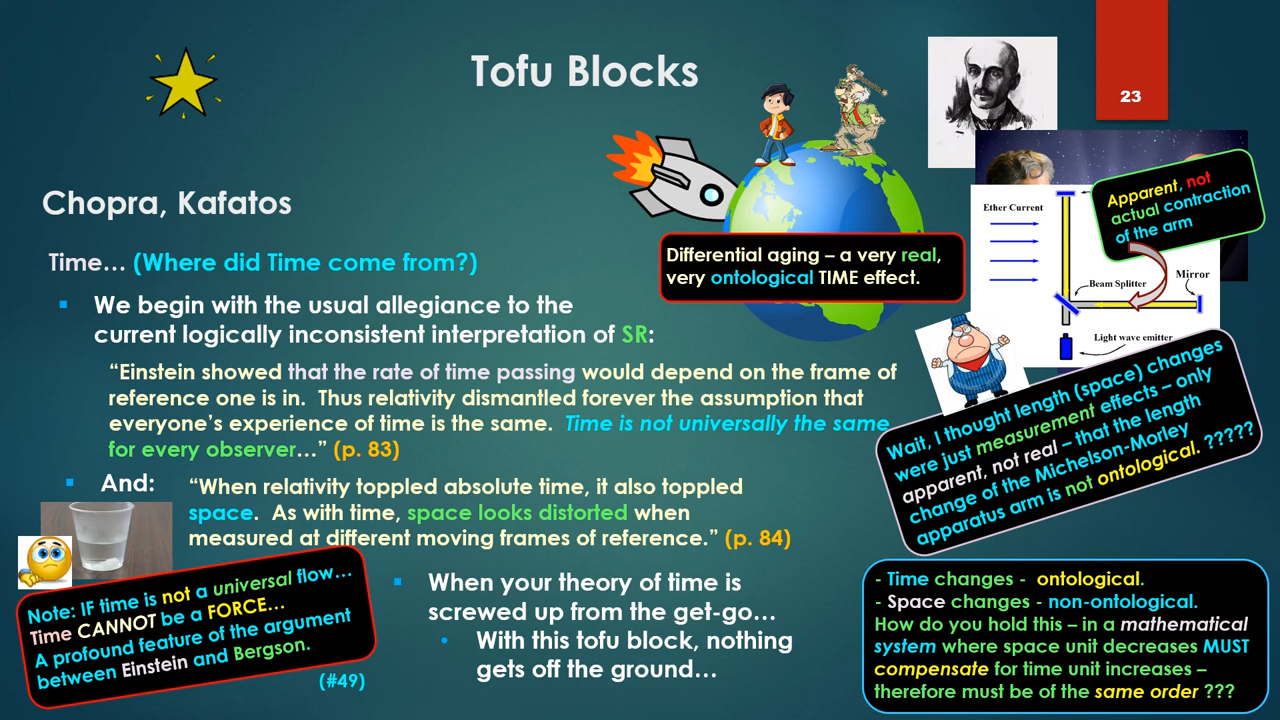 Tofu Blocks
23
Chopra, Kafatos
Time… (Where did Time come from?)
▪ We begin with the usual allegiance to the
current logically inconsistent interpretation of SR:
“Einstein showed that the rate of time passing would depend on the frame of
reference one is in. Thus relativity dismantled forever the assumption that
everyone’s experience of time is the same. Time is not universally the same
for every observer…” (p. 83)
▪ And:
“When relativity toppled absolute time, it also toppled
space. As with time, space looks distorted when
measured at different moving frames of reference.” (p. 84)
▪ When your theory of time is
screwed up from the get-go…
• With this tofu block, nothing
gets off the ground…
Differential aging – a very real,
very ontological TIME effect.
Apparent, not
actual contraction
of the arm
Ether Current
Beam Splitter
Mirror
Light wave emitter
Wait, I thought length (space) changes
were just measurement effects – only
apparent, not real – that the length
change of the Michelson-Morley
apparatus arm is not ontological. ?????
Note: IF time is not a universal flow…
Time CANNOT be a FORCE…
A profound feature of the argument
between Einstein and Bergson.
(#49)
- Time changes - ontological.
- Space changes - non-ontological.
How do you hold this – in a mathematical
system where space unit decreases MUST
compensate for time unit increases –
therefore must be of the same order ???